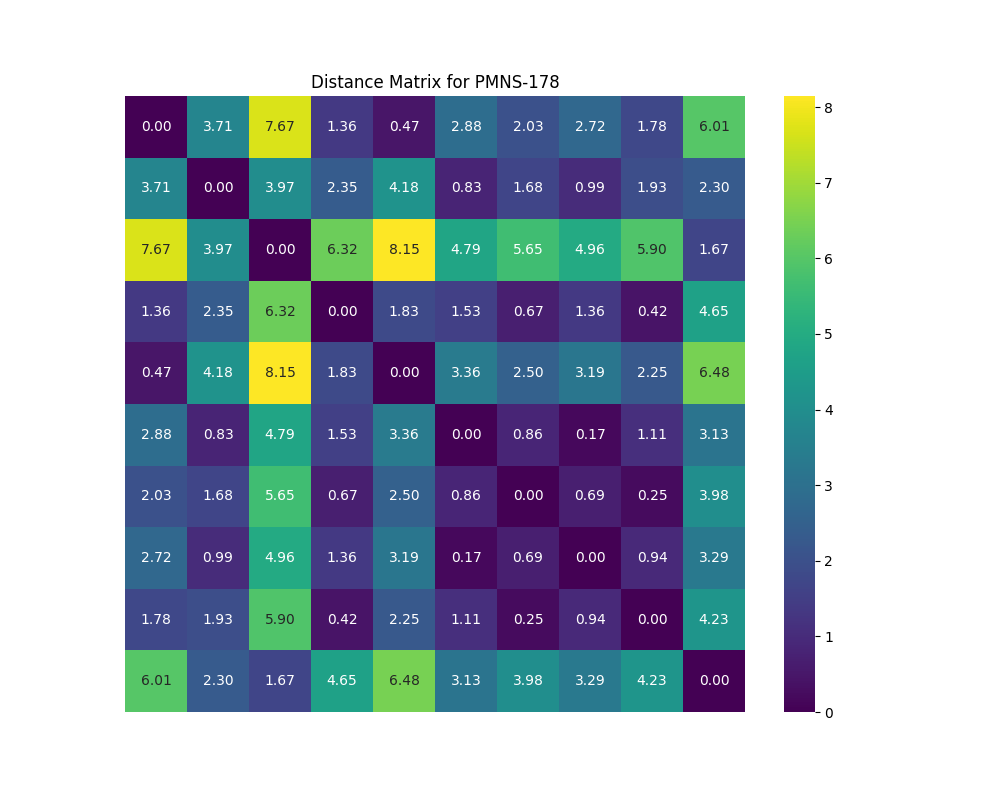 Distance Matrix for PMNS-178
0.00 3.71 7.67 1.36 0.47 2.88 2.03 2.72 1.78 6.01
3.71 0.00 3.97 2.35 4.18 0.83 1.68 0.99 1.93 2.30
7.67 3.97 0.00 6.32 8.15 4.79 5.65 4.96 5.90 1.67
1.36 2.35 6.32 0.00 1.83 1.53 0.67 1.36 0.42 4.65
0.47 4.18 8.15 1.83 0.00 3.36 2.50 3.19 2.25 6.48
2.88 0.83 4.79 1.53 3.36 0.00 0.86 0.17 1.11 3.13
2.03 1.68 5.65 0.67 2.50 0.86 0.00 0.69 0.25 3.98
2.72 0.99 4.96 1.36 3.19 0.17 0.69 0.00 0.94 3.29
1.78 1.93 5.90 0.42 2.25 1.11 0.25 0.94 0.00 4.23
6.01 2.30 1.67 4.65 6.48 3.13 3.98 3.29 4.23 0.00
8
7
6
5
4
3
2
1
0